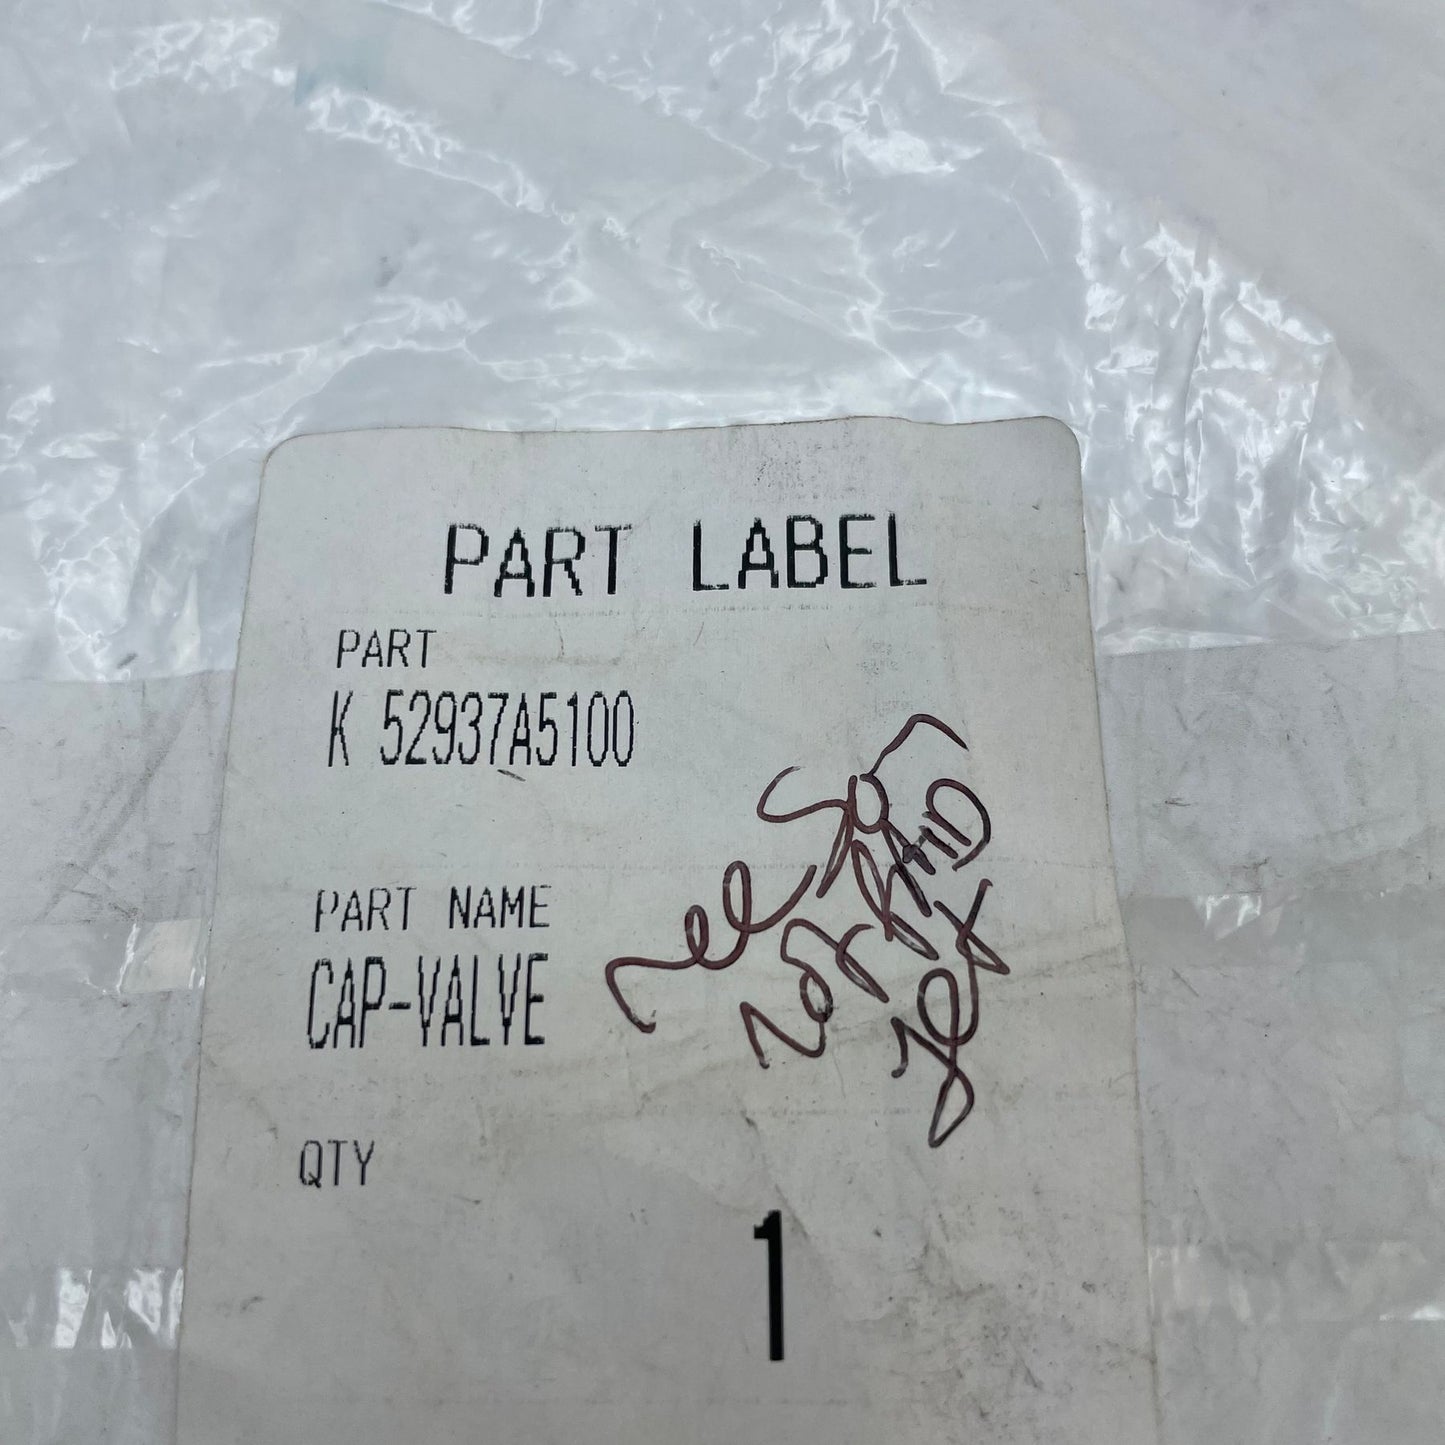 PART LABEL
PART
K 52937A5100
PART NAME
CAP-VALVE
QTY
1